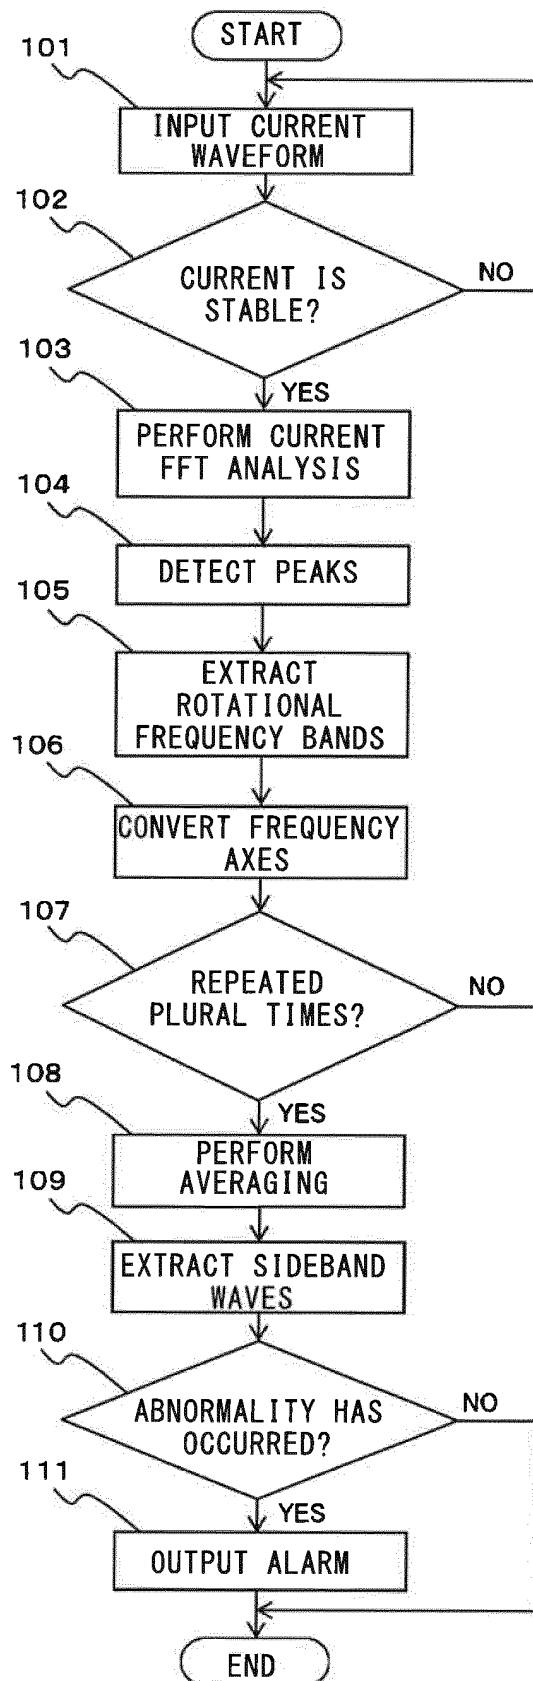 START
101
INPUT CURRENT
WAVEFORM
102
CURRENT IS
STABLE?
NO
103
YES
PERFORM CURRENT
FFT ANALYSIS
104
DETECT PEAKS
105
EXTRACT
ROTATIONAL
FREQUENCY BANDS
106
CONVERT FREQUENCY
AXES
107
REPEATED
PLURAL TIMES?
NO
108
YES
PERFORM
AVERAGING
109
EXTRACT SIDEBAND
WAVES
110
ABNORMALITY HAS
OCCURRED?
NO
111
YES
OUTPUT ALARM
END